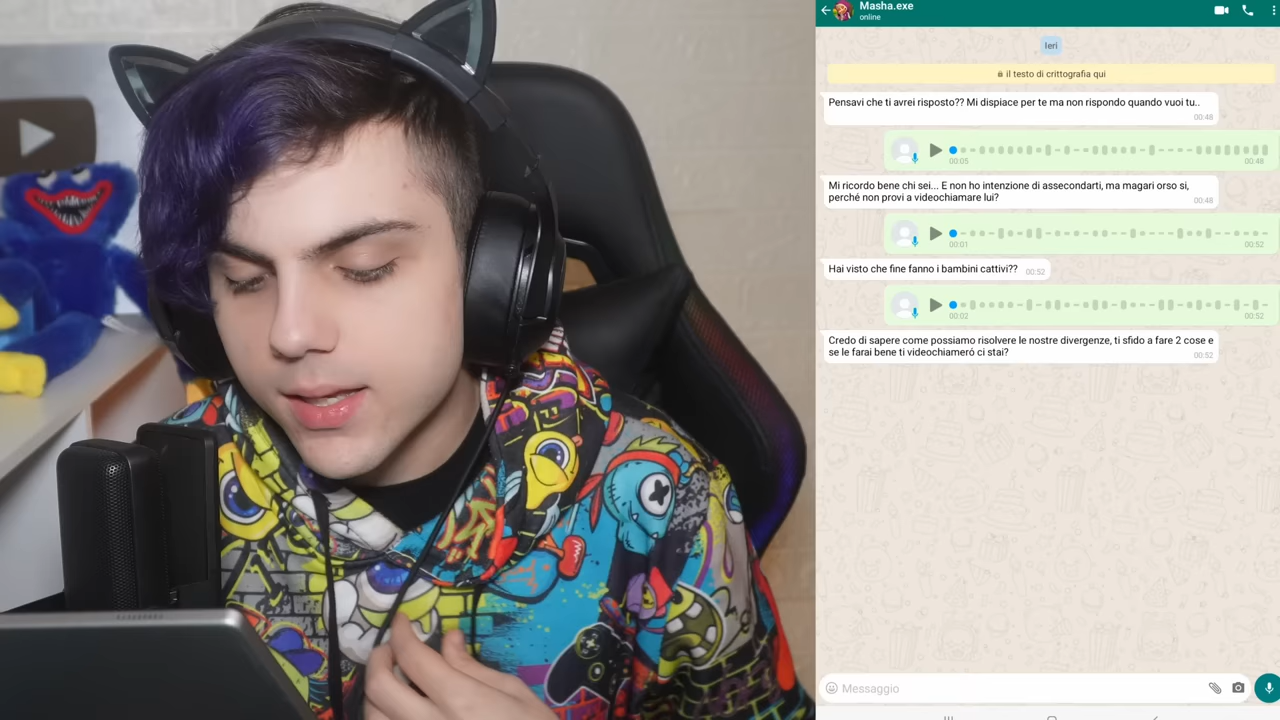 Masha.exe
online
Ieri
il testo di crittografia qui
Pensavi che ti avrei risposto?? Mi dispiace per te ma non rispondo quando vuoi tu..
00:48
00:05
00:48
Mi ricordo bene chi sei... E non ho intenzione di assecondarti, ma magari orso si,
perché non provi a videochiamare lui?
00:48
00:01
00:52
Hai visto che fine fanno i bambini cattivi??
00:52
00:02
00:52
Credo di sapere come possiamo risolvere le nostre divergenze, ti sfido a fare 2 cose e
se le farai bene ti videochiameró ci stai?
00:52
Messaggio